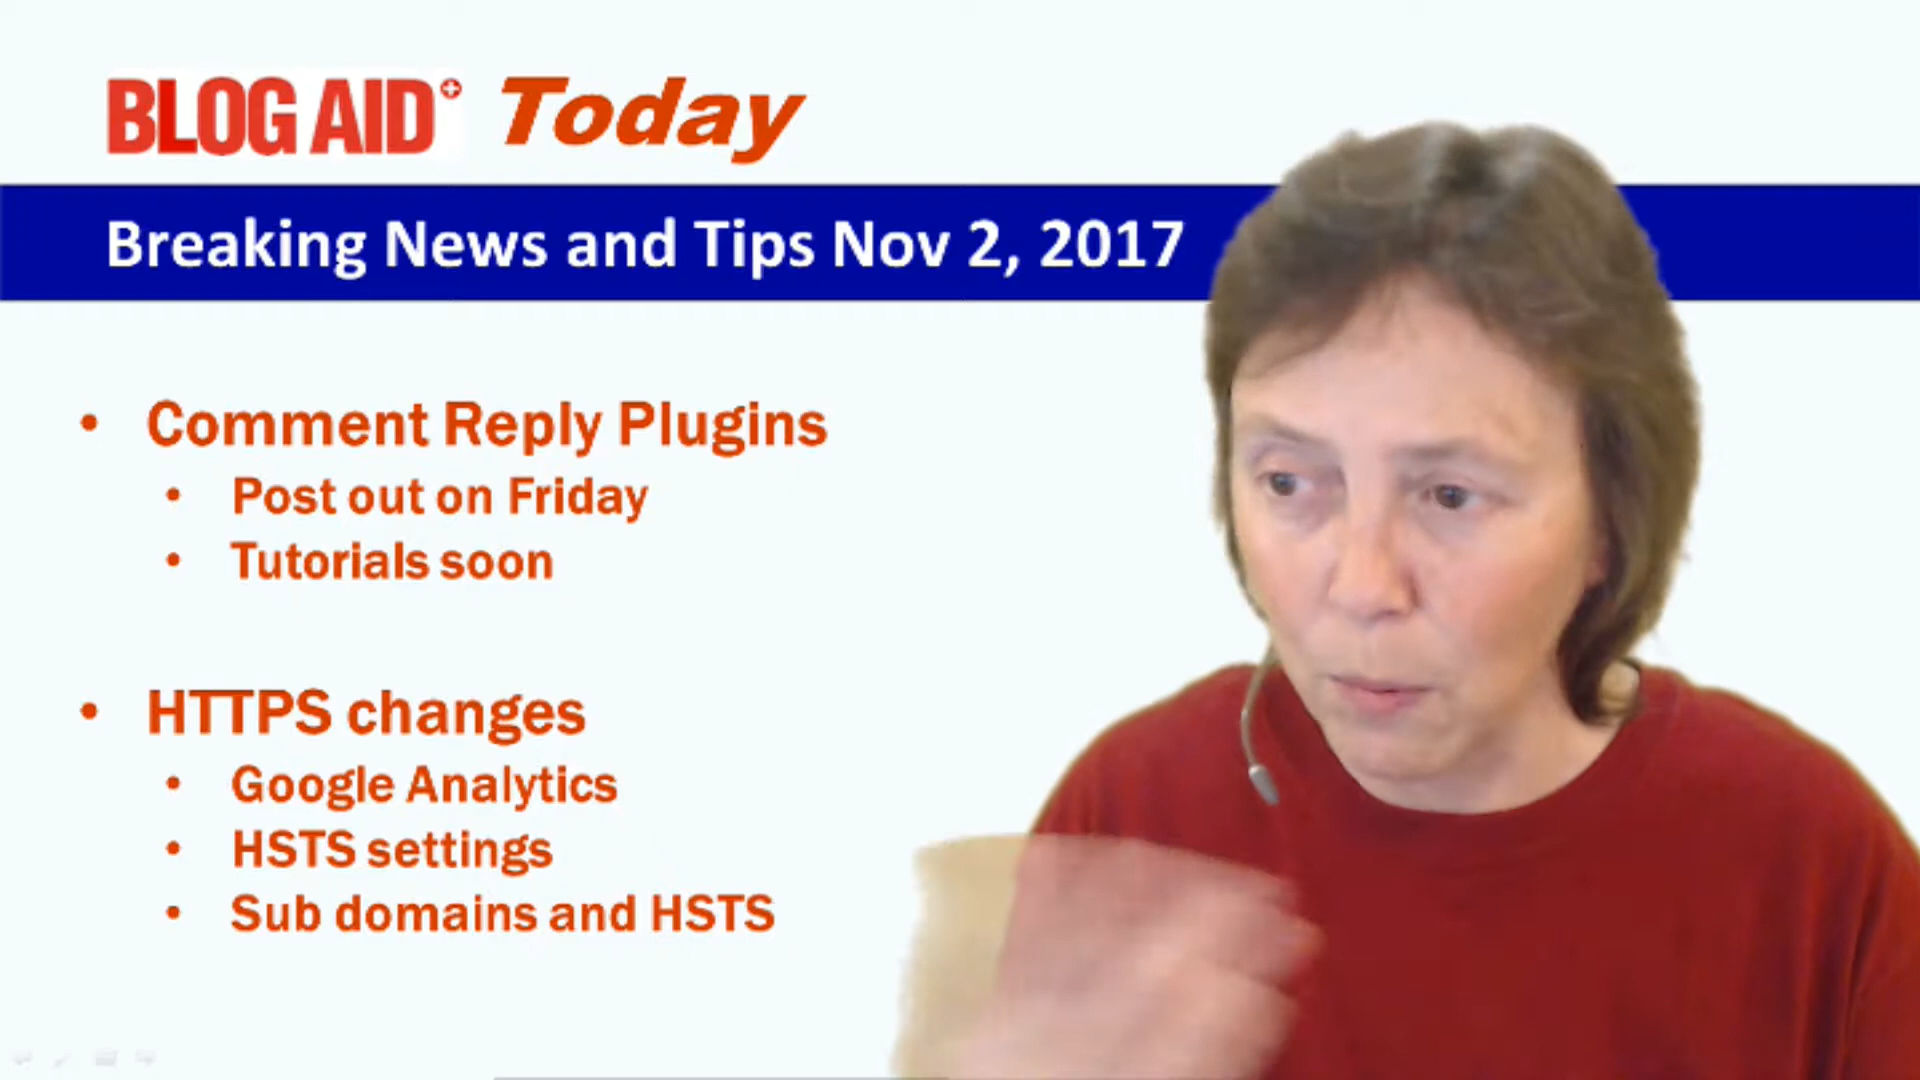 BLOG AID Today
Breaking News and Tips Nov 2, 2017
• Comment Reply Plugins
• Post out on Friday
• Tutorials soon
• HTTPS changes
• Google Analytics
• HSTS settings
• Sub domains and HSTS